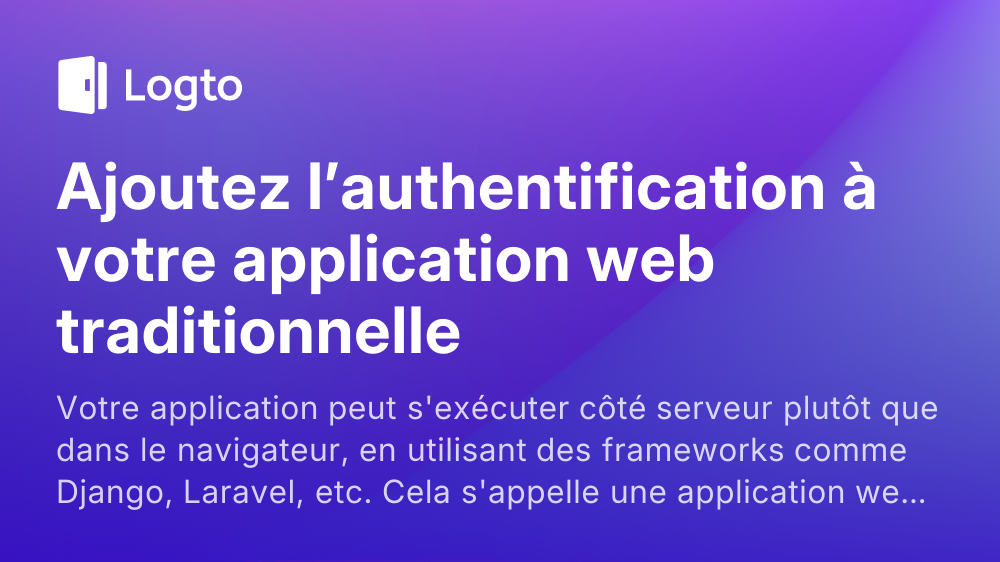 Logto
Ajoutez l’authentification à
votre application web
traditionnelle
Votre application peut s'exécuter côté serveur plutôt que
dans le navigateur, en utilisant des frameworks comme
Django, Laravel, etc. Cela s'appelle une application we...